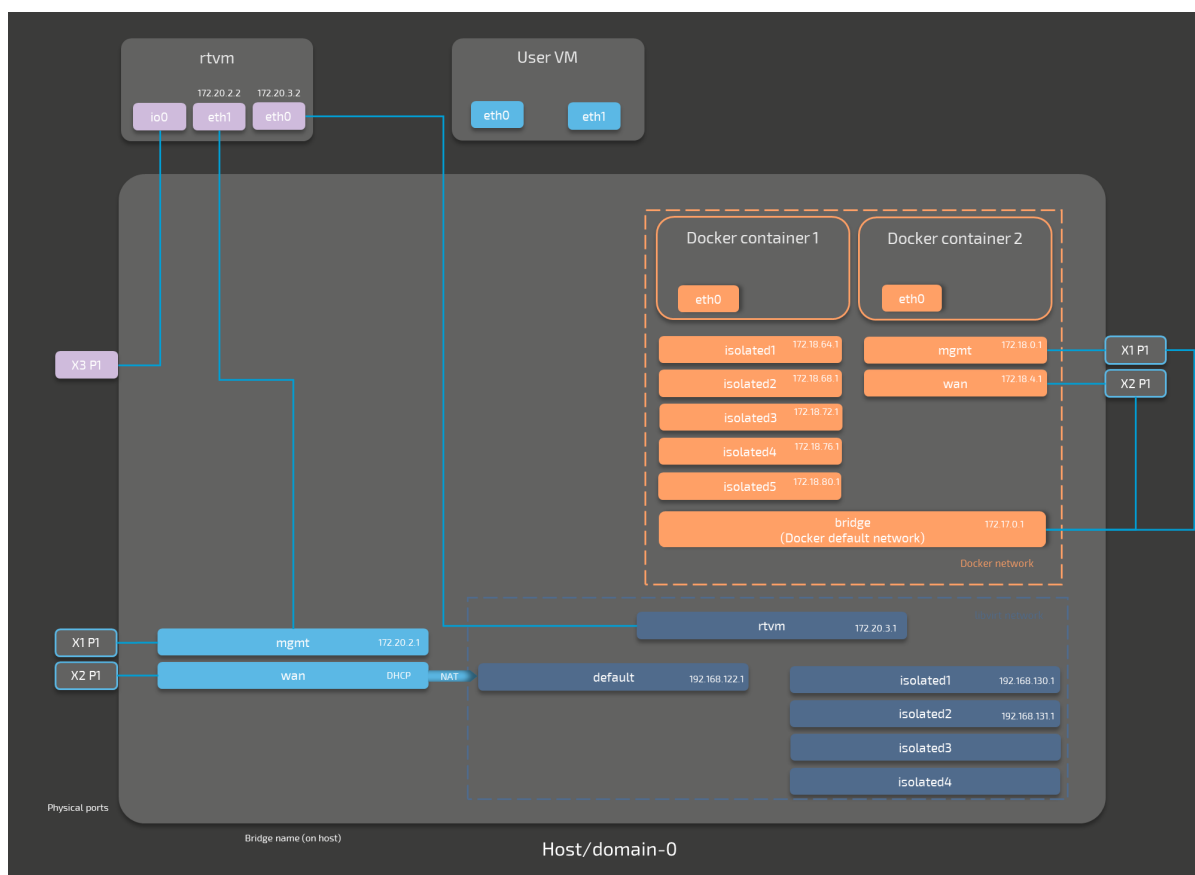 rtvm
User VM
172.20.2.2
172.20.3.2
io0
eth1
eth0
eth0
eth1
Docker container 1
Docker container 2
eth0
eth0
isolated1
172.18.64.1
mgmt
172.18.0.1
X1 P1
X3 P1
isolated2
172.18.68.1
wan
172.18.4.1
X2 P1
isolated3
172.18.72.1
isolated4
172.18.76.1
isolated5
172.18.80.1
bridge
(Docker default network)
172.17.0.1
Docker network
rtvm
172.20.3.1
X1 P1
mgmt
172.20.2.1
X2 P1
wan
DHCP
NAT
default
192.168.122.1
isolated1
192.168.130.1
isolated2
192.168.131.1
isolated3
isolated4
Physical ports
Bridge name (on host)
Host/domain-0